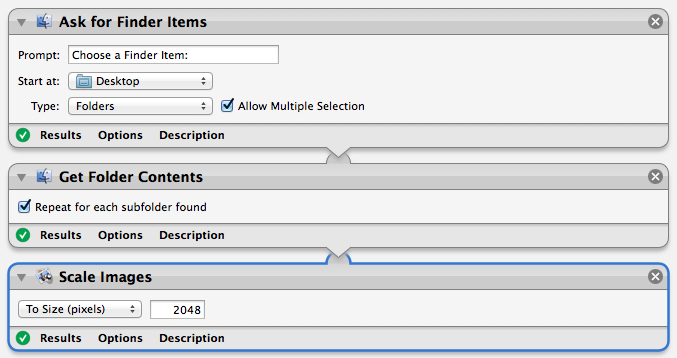 Ask for Finder Items
Prompt: Choose a Finder Item:
Start at: Desktop
Type: Folders Allow Multiple Selection
Results Options Description
Get Folder Contents
Repeat for each subfolder found
Results Options Description
Scale Images
To Size (pixels) 2048
Results Options Description